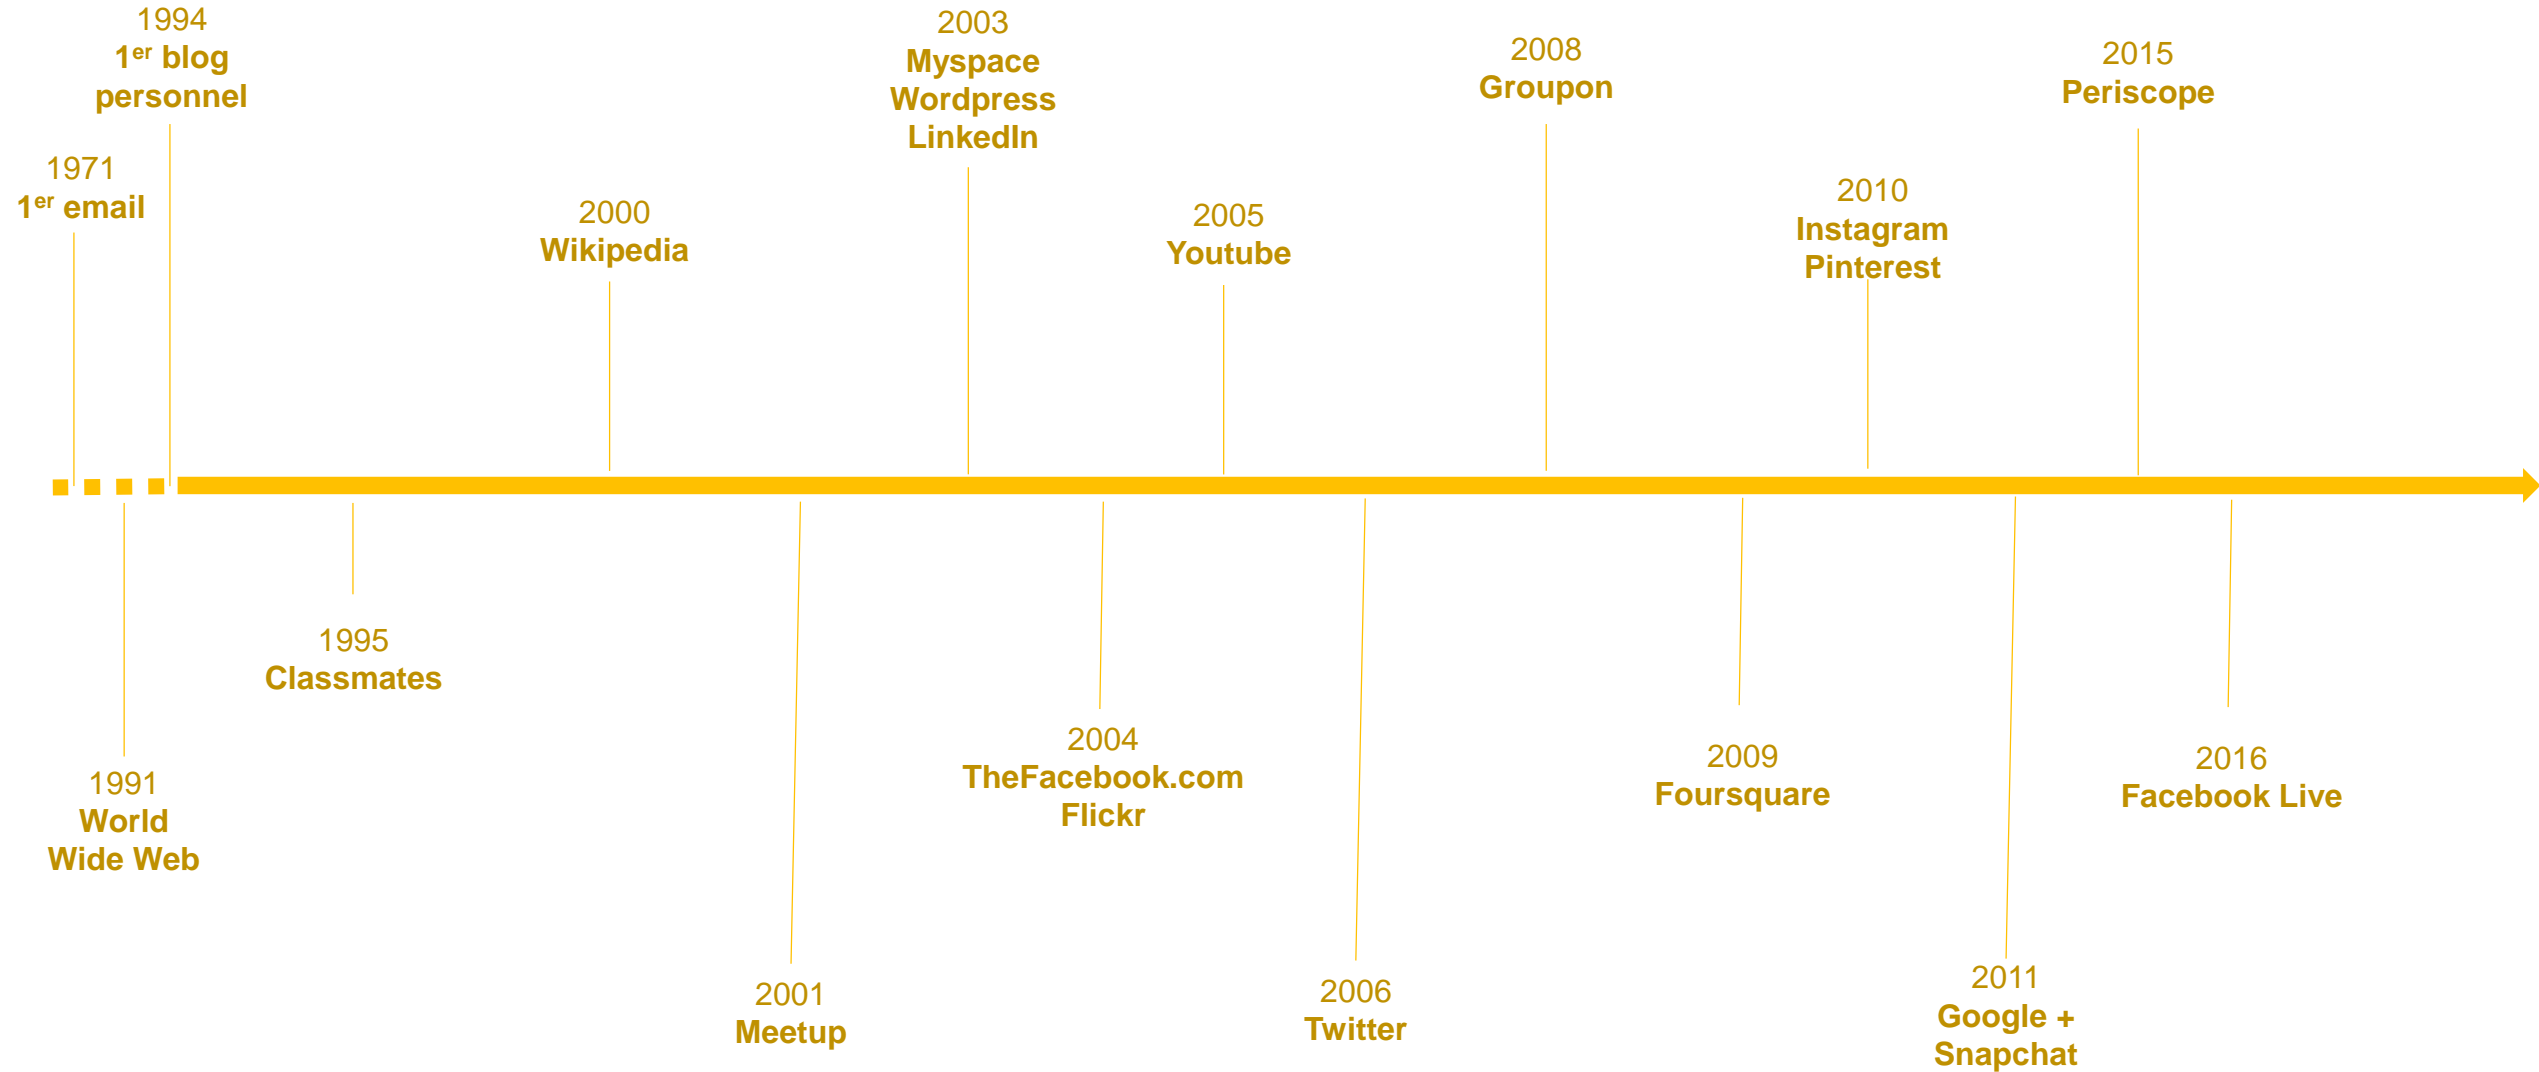 1994
1er blog
personnel
1971
1er email
2000
Wikipedia
2003
Myspace
Wordpress
LinkedIn
2005
Youtube
2008
Groupon
2010
Instagram
Pinterest
2015
Periscope
1991
World
Wide Web
1995
Classmates
2001
Meetup
2004
TheFacebook.com
Flickr
2006
Twitter
2009
Foursquare
2011
Google +
Snapchat
2016
Facebook Live